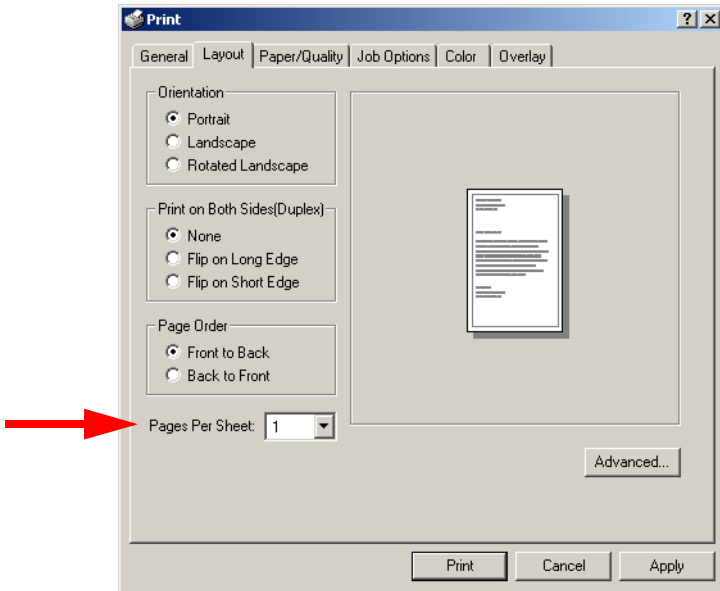 Print
General Layout Paper/Quality Job Options Color Overlay
Orientation
Portrait
Landscape
Rotated Landscape
Print on Both Sides(Duplex)
None
Flip on Long Edge
Flip on Short Edge
Page Order
Front to Back
Back to Front
Pages Per Sheet: 1
Advanced...
Print Cancel Apply